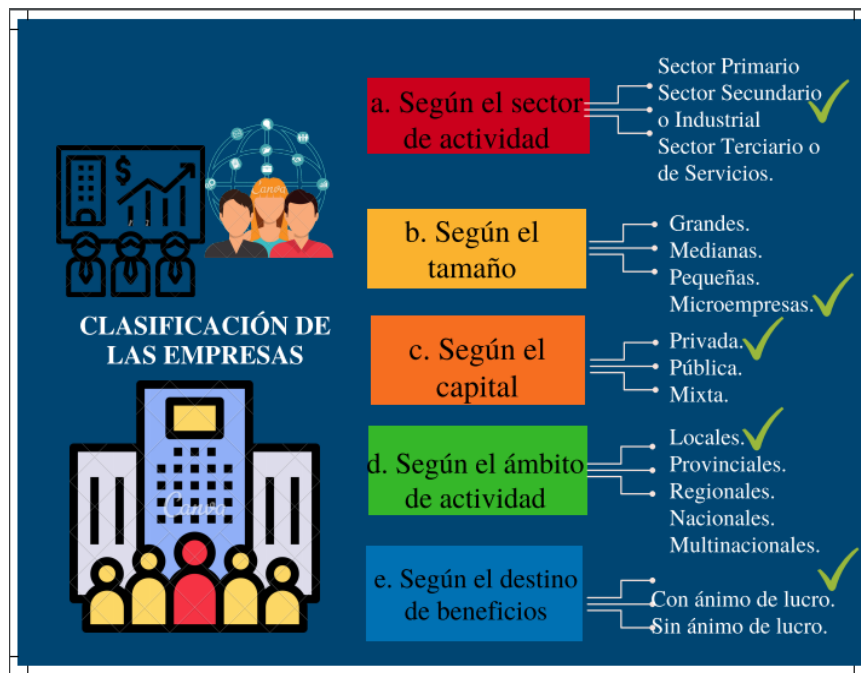 CLASIFICACIÓN DE
LAS EMPRESAS
Canva
Canva
$
a. Según el sector
de actividad
Sector Primario
Sector Secundario
o Industrial
Sector Terciario o
de Servicios.
b. Según el
tamaño
Grandes.
Medianas.
Pequeñas.
Microempresas.
c. Según el
capital
Privada.
Pública.
Mixta.
d. Según el ámbito
de actividad
Locales.
Provinciales.
Regionales.
Nacionales.
Multinacionales.
e. Según el destino
de beneficios
Con ánimo de lucro.
Sin ánimo de lucro.